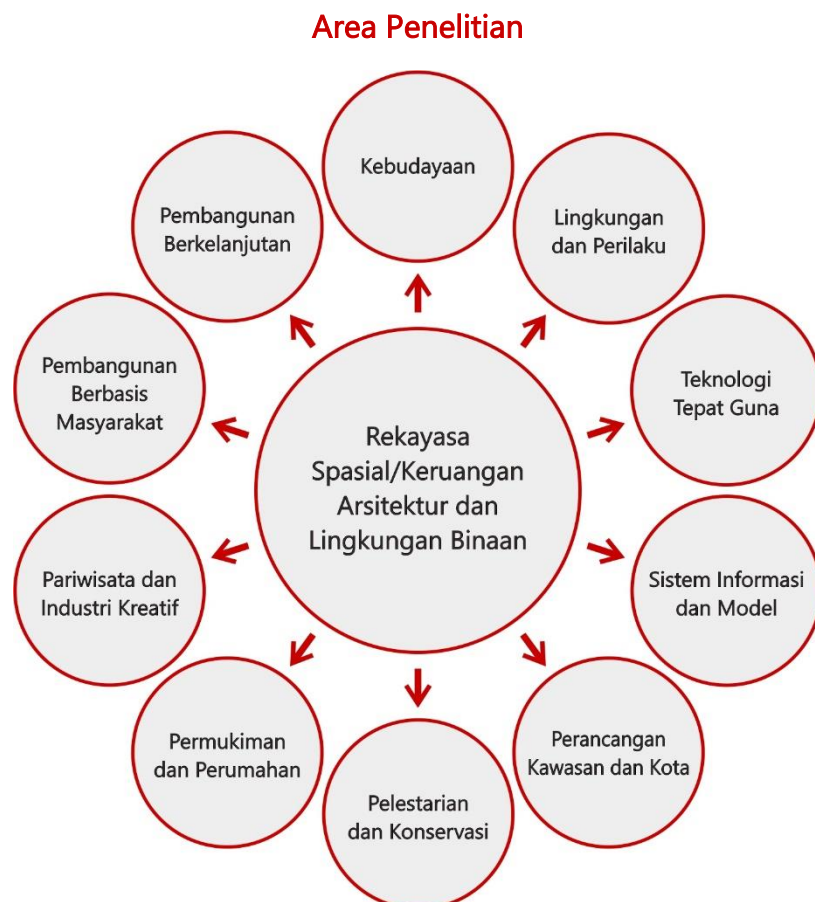 Area Penelitian
Kebudayaan
Lingkungan
dan Perilaku
Teknologi
Tepat Guna
Sistem Informasi
dan Model
Perancangan
Kawasan dan Kota
Pelestarian
dan Konservasi
Permukiman
dan Perumahan
Pariwisata dan
Industri Kreatif
Pembangunan
Berbasis
Masyarakat
Pembangunan
Berkelanjutan
Rekayasa
Spasial/Keruangan
Arsitektur dan
Lingkungan Binaan